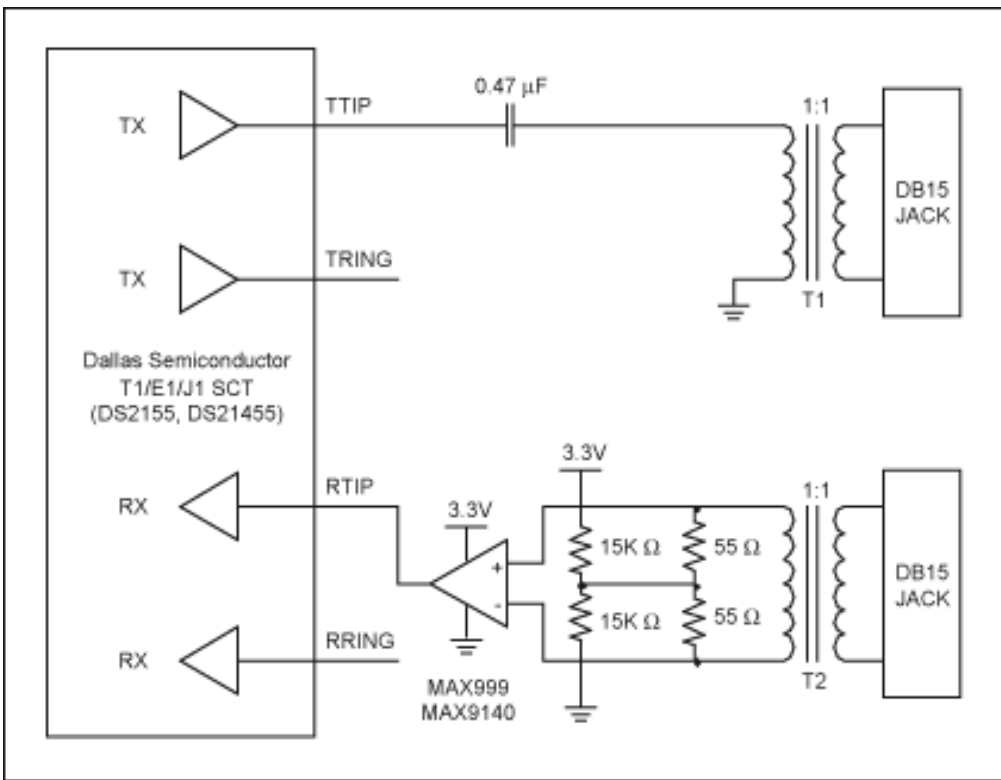 0.47 µF
TTIP
TX
1:1
DB15
JACK
TRING
TX
T1
Dallas Semiconductor
T1/E1/J1 SCT
(DS2155, DS21455)
3.3V
RTIP
RX
3.3V
1:1
15K Ω
55 Ω
+
-
DB15
JACK
15K Ω
55 Ω
RRING
RX
T2
MAX999
MAX9140